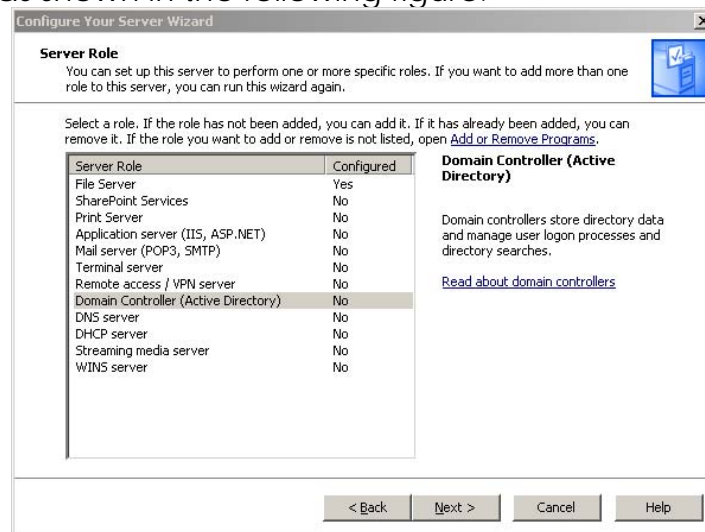 as shown in the following figure.
Configure Your Server Wizard
Server Role
You can set up this server to perform one or more specific roles. If you want to add more than one
role to this server, you can run this wizard again.
Select a role. If the role has not been added, you can add it. If it has already been added, you can
remove it. If the role you want to add or remove is not listed, open Add or Remove Programs.
Server Role Configured
File Server Yes
SharePoint Services No
Print Server No
Application server (IIS, ASP.NET) No
Mail server (POP3, SMTP) No
Terminal server No
Remote access / VPN server No
Domain Controller (Active Directory) No
DNS server No
DHCP server No
Streaming media server No
WINS server No
Domain Controller (Active
Directory)
Domain controllers store directory data
and manage user logon processes and
directory searches.
Read about domain controllers
< Back Next > Cancel Help